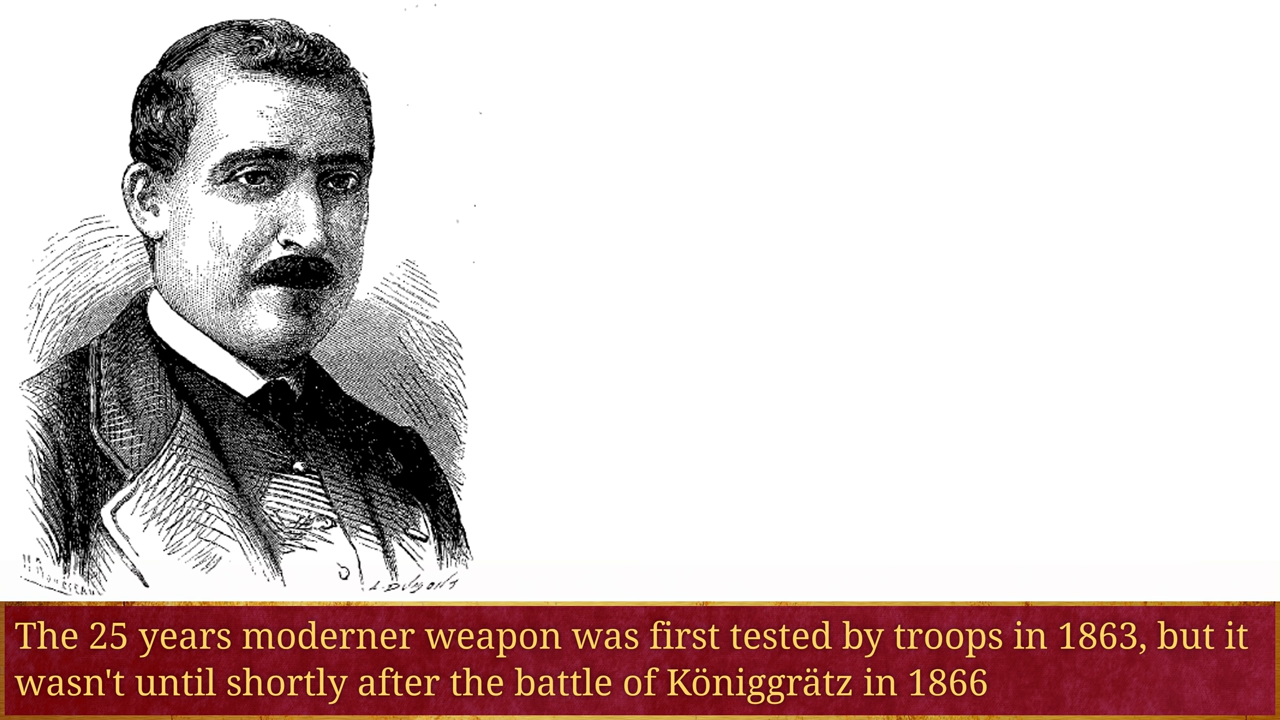 The 25 years moderner weapon was first tested by troops in 1863, but it
wasn't until shortly after the battle of Königgrätz in 1866